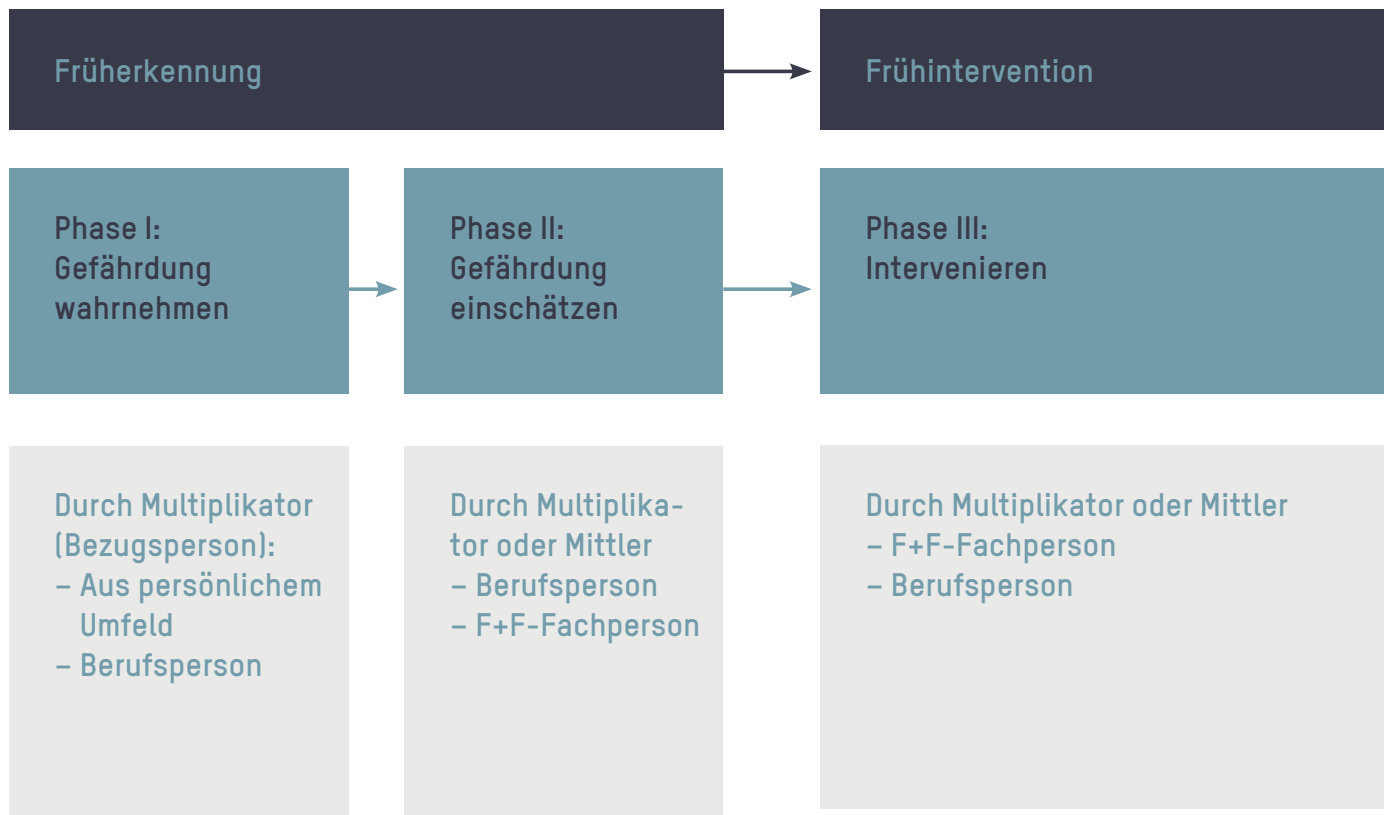 Früherkennung
Frühintervention
Phase I:
Gefährdung
wahrnehmen
Phase II:
Gefährdung
einschätzen
Phase III:
Intervenieren
Durch Multiplikator
(Bezugsperson):
– Aus persönlichem
Umfeld
– Berufsperson
Durch Multiplika-
tor oder Mittler
– Berufsperson
– F+F-Fachperson
Durch Multiplikator oder Mittler
– F+F-Fachperson
– Berufsperson